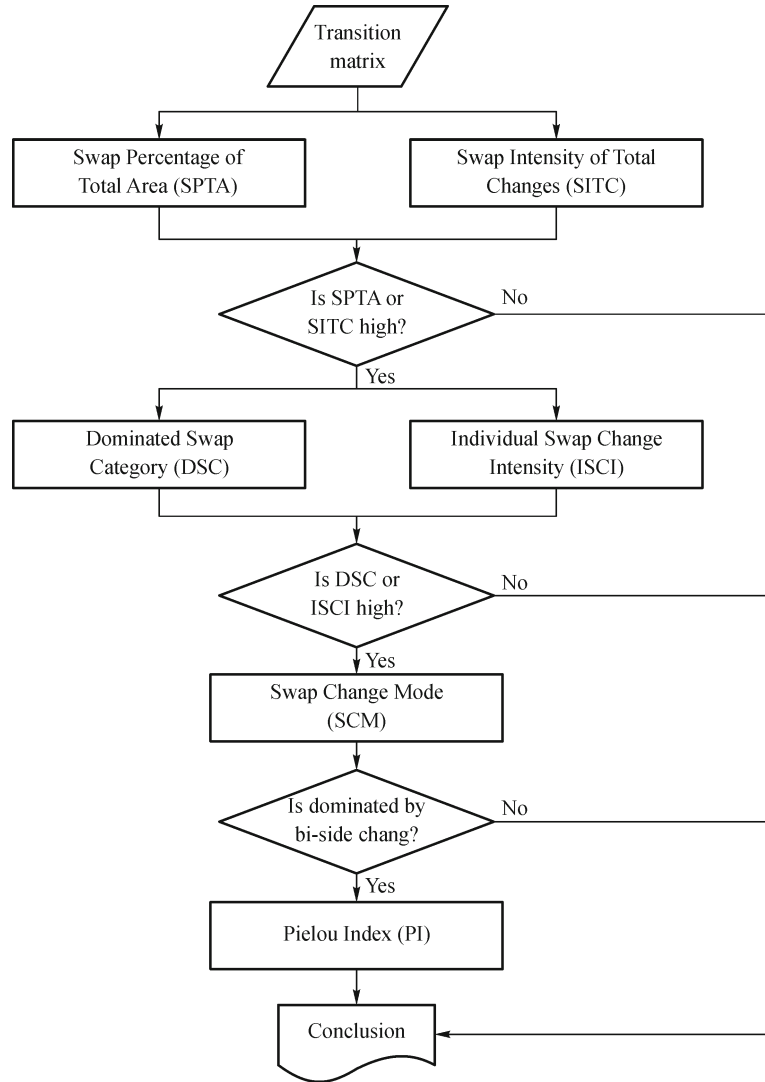 Transition
matrix
Swap Percentage of
Total Area (SPTA)
Swap Intensity of Total
Changes (SITC)
Is SPTA or
SITC high?
No
Yes
Dominated Swap
Category (DSC)
Individual Swap Change
Intensity (ISCI)
Is DSC or
ISCI high?
No
Yes
Swap Change Mode
(SCM)
Is dominated by
bi-side chang?
No
Yes
Pielou Index (PI)
Conclusion